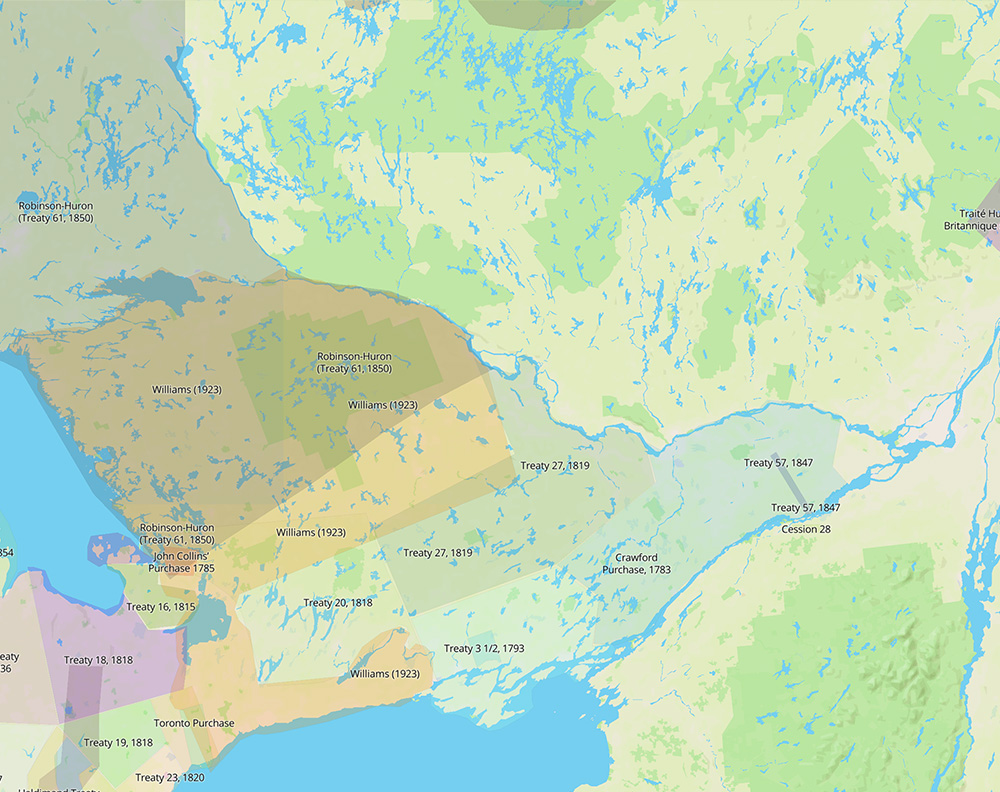 Robinson-Huron
(Treaty 61, 1850)
Traité Hu
Britannique
Robinson-Huron
(Treaty 61, 1850)
Williams (1923)
Williams (1923)
Treaty 27, 1819
Treaty 57, 1847
Treaty 57, 1847
Robinson-Huron
(Treaty 61, 1850)
Williams (1923)
Cession 28
854
John Collins'
Purchase 1785
Treaty 27, 1819
Crawford
Purchase, 1783
Treaty 16, 1815
Treaty 20, 1818
Treaty 3 1/2, 1793
eaty
36
Treaty 18, 1818
Williams (1923)
Toronto Purchase
Treaty 19, 1818
Treaty 23, 1820
Haldimand Treaty